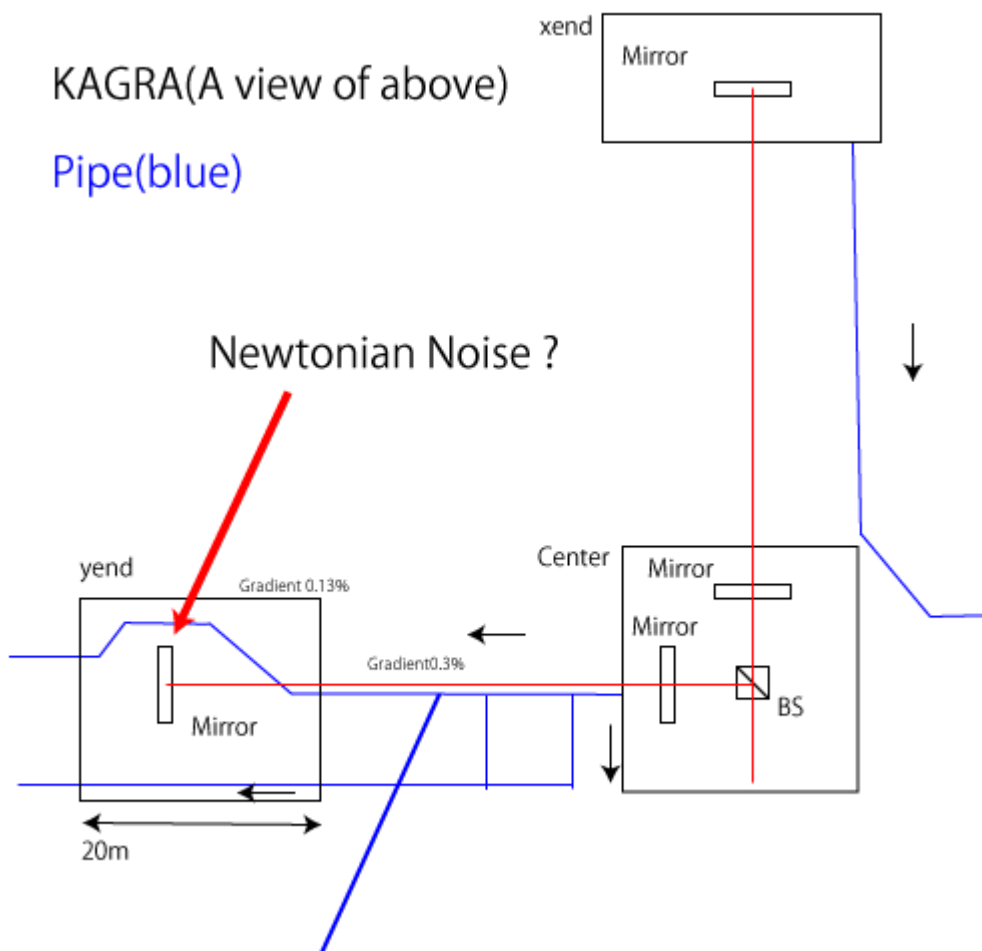 xend
Mirror
KAGRA(A view of above)
Pipe(blue)
Newtonian Noise ?
Center
Mirror
yend
Gradient 0.13%
Mirror
Gradient0.3%
BS
Mirror
20m